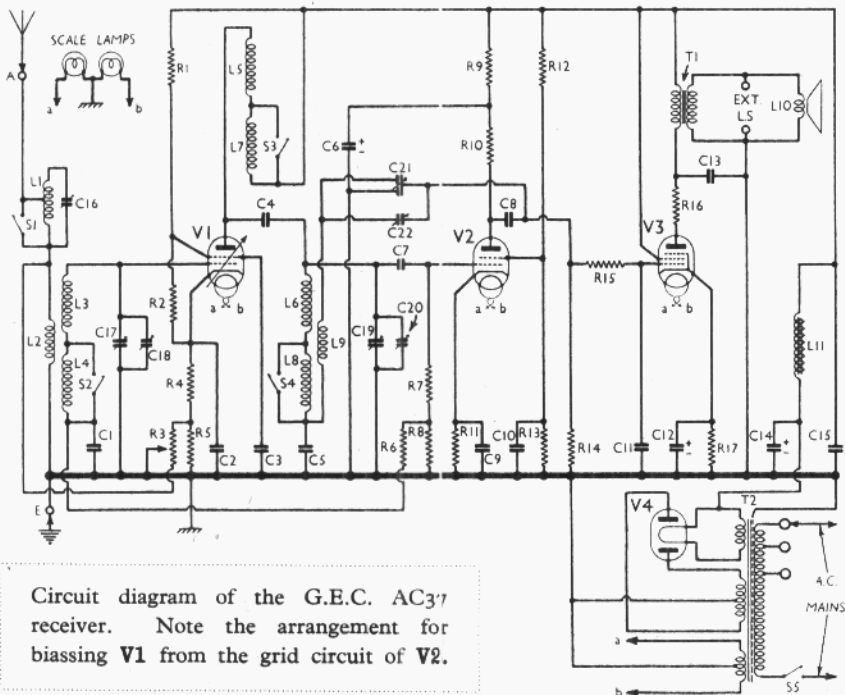 SCALE LAMPS
A
a
b
L1
C16
S1
L2
L3
L4
S2
C17
C18
C1
R3
E
R1
R2
R4
R5
C2
C3
V1
a b
L5
L7
S3
C4
L6
L8
S4
L9
C5
C6
C21
C22
C7
C19
C20
R6
R7
R8
R9
R10
C8
V2
a b
R11
C9
C10
R13
R12
R14
R15
V3
a b
R16
C13
T1
EXT.
L.S
L10
C11
C12
R17
C14
C15
L11
V4
T2
A.C.
MAINS
S5
a
b
Circuit diagram of the G.E.C. AC37
receiver. Note the arrangement for
biassing V1 from the grid circuit of V2.